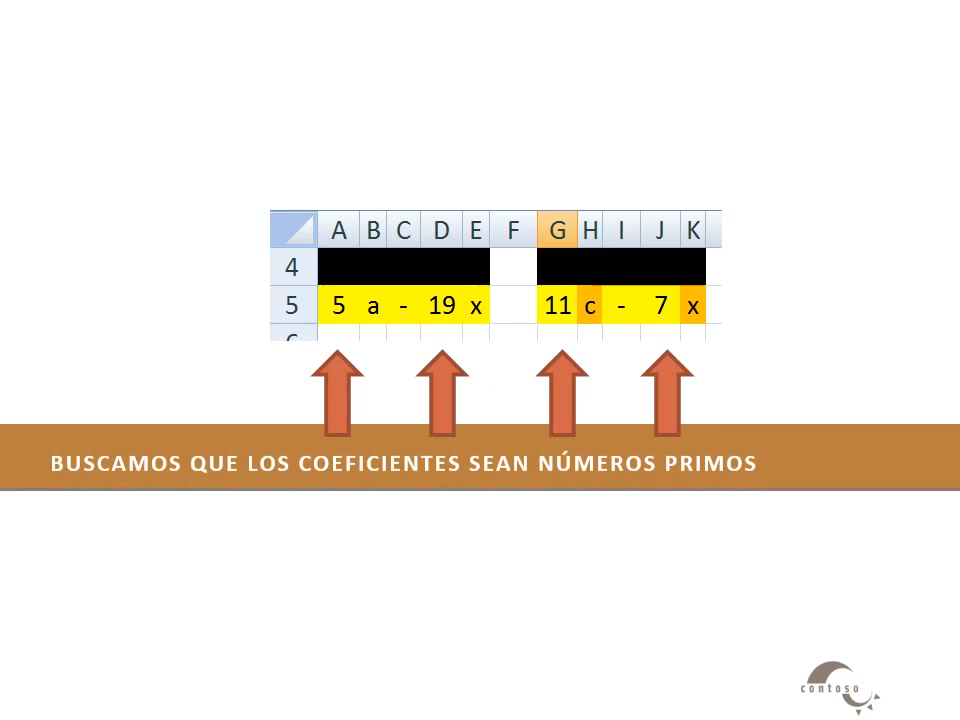 A B C D E F G H I J K
4
5 5 a - 19 x 11 c - 7 x
BUSCAMOS QUE LOS COEFICIENTES SEAN NÚMEROS PRIMOS
contoso